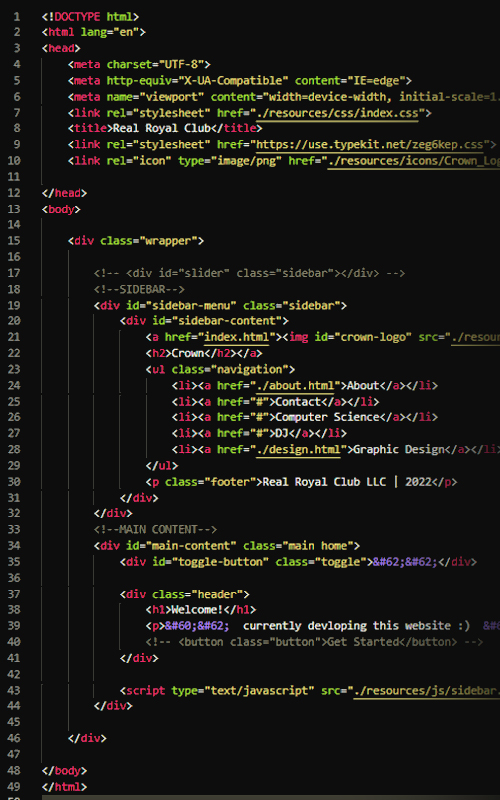 1 <!DOCTYPE html>
2 <html lang="en">
3 <head>
4 <meta charset="UTF-8">
5 <meta http-equiv="X-UA-Compatible" content="IE=edge">
6 <meta name="viewport" content="width=device-width, initial-scale=1.
7 <link rel="stylesheet" href="./resources/css/index.css">
8 <title>Real Royal Club</title>
9 <link rel="stylesheet" href="https://use.typekit.net/zeg6kep.css">
10 <link rel="icon" type="image/png" href="./resources/icons/Crown_Log
11
12 </head>
13 <body>
14
15 <div class="wrapper">
16
17 <!-- <div id="slider" class="sidebar"></div> -->
18 <!--SIDEBAR-->
19 <div id="sidebar-menu" class="sidebar">
20 <div id="sidebar-content">
21 <a href="index.html"><img id="crown-logo" src="./resour
22 <h2>Crown</h2></a>
23 <ul class="navigation">
24 <li><a href="./about.html">About</a></li>
25 <li><a href="#">Contact</a></li>
26 <li><a href="#">Computer Science</a></li>
27 <li><a href="#">DJ</a></li>
28 <li><a href="./design.html">Graphic Design</a></li>
29 </ul>
30 <p class="footer">Real Royal Club LLC | 2022</p>
31 </div>
32 </div>
33 <!--MAIN CONTENT-->
34 <div id="main-content" class="main home">
35 <div id="toggle-button" class="toggle">&#62;&#62;</div>
36
37 <div class="header">
38 <h1>Welcome!</h1>
39 <p>&#60;&#62; currently devloping this website :) &#6
40 <!-- <button class="button">Get Started</button> -->
41 </div>
42
43 <script type="text/javascript" src="./resources/js/sidebar.
44 </div>
45
46 </div>
47
48 </body>
49 </html>